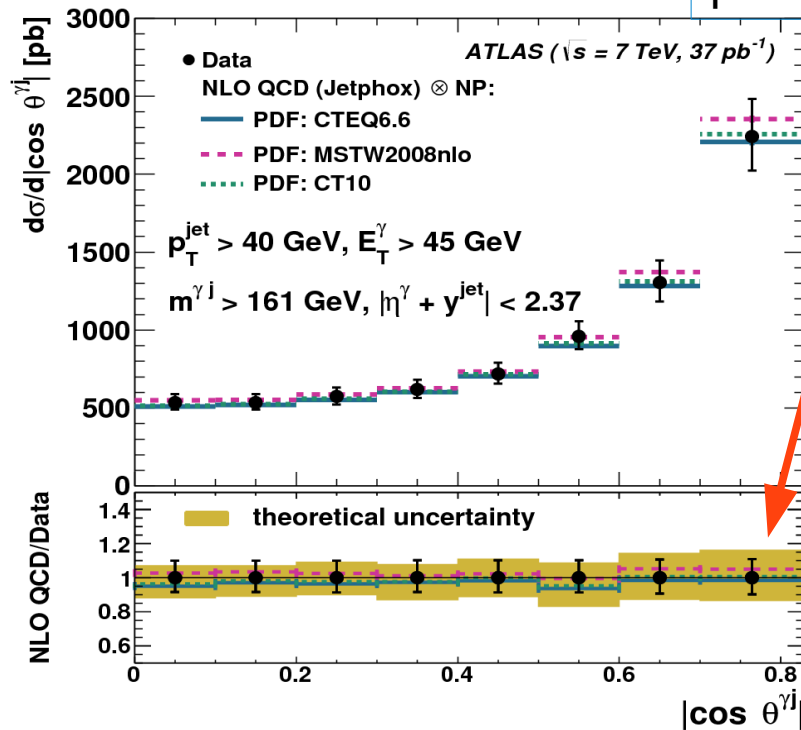 3000
2500
2000
1500
1000
500
0
dσ/d|cos θ^γj| [pb]
ATLAS (√s = 7 TeV, 37 pb⁻¹)
Data
NLO QCD (Jetphox) ⊗ NP:
PDF: CTEQ6.6
PDF: MSTW2008nlo
PDF: CT10
p_T^jet > 40 GeV, E_T^γ > 45 GeV
m^γj > 161 GeV, |η^γ + y^jet| < 2.37
NLO QCD/Data
1.4
1.2
1
0.8
0.6
theoretical uncertainty
0 0.2 0.4 0.6 0.8
|cos θ^γj|